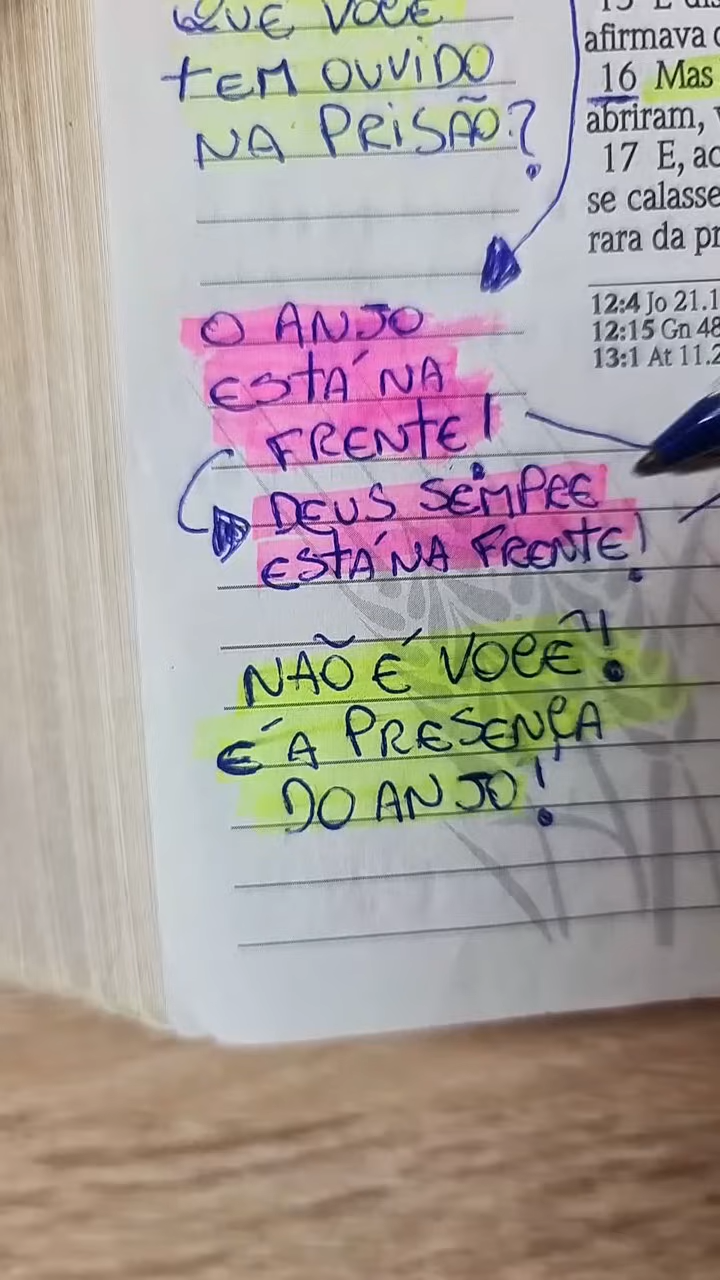 QUE VOCÊ
TEM OUVIDO
NA PRISÃO?
O ANJO
ESTÁ NA
FRENTE!
DEUS SEMPRE
ESTÁ NA FRENTE!
NÃO É VOCÊ!
É A PRESENÇA
DO ANJO!
afirmava
16 Mas
abriram,
17 E,
se calasse
rara da
12:4 Jo 21.1
12:15 Gn 48
13:1 At 11.2